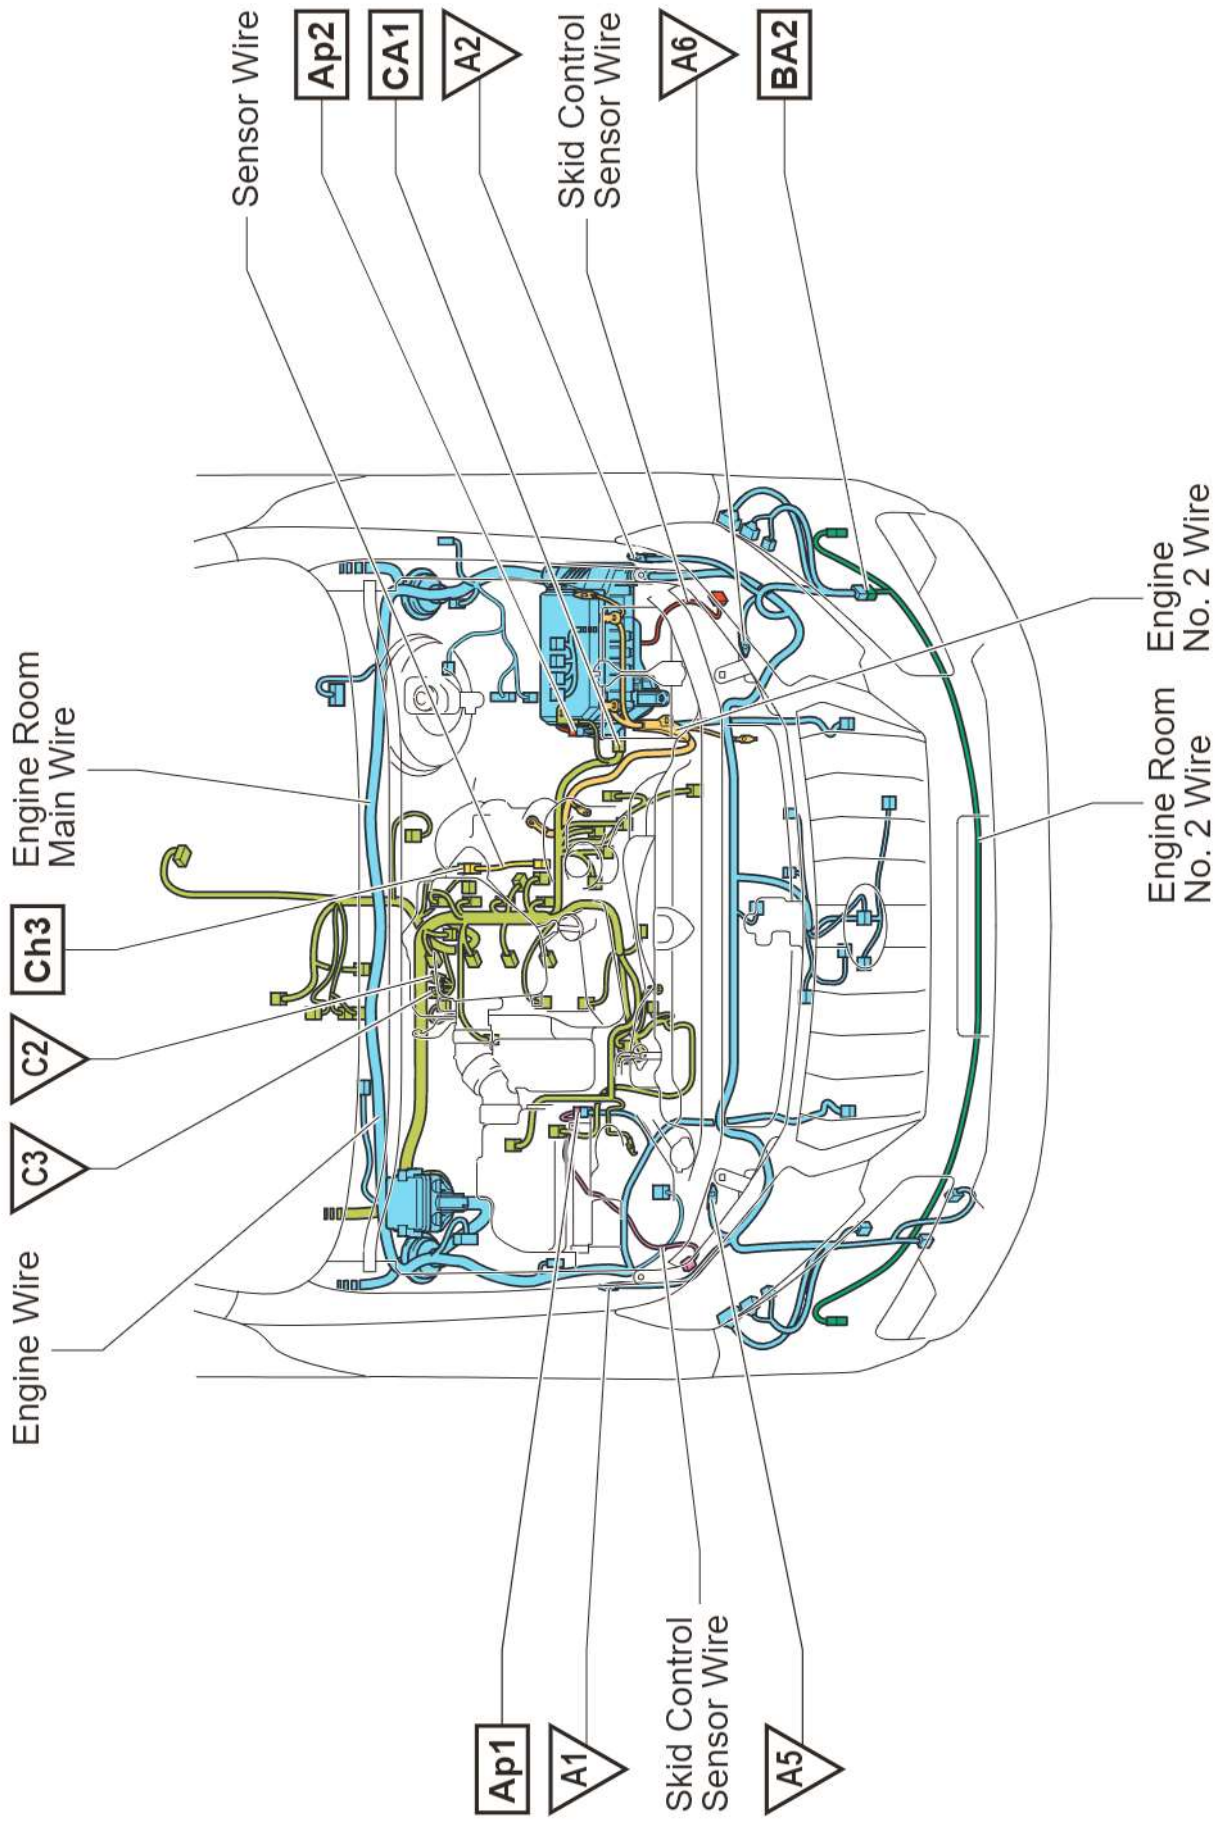 Engine Wire
C3
C2
Ch3
Engine Room
Main Wire
Sensor Wire
Ap2
CA1
A2
Skid Control
Sensor Wire
A6
BA2
Ap1
A1
Skid Control
Sensor Wire
A5
Engine Room
No. 2 Wire
Engine
No. 2 Wire